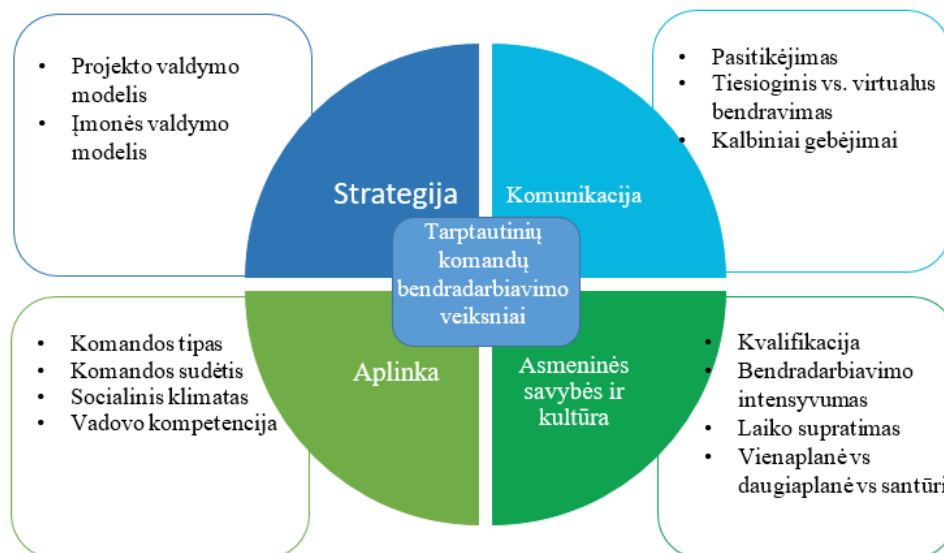 • Projekto valdymo
modelis
• Įmonės valdymo
modelis
• Pasitikėjimas
• Tiesioginis vs. virtualus
bendravimas
• Kalbiniai gebėjimai
Strategija
Komunikacija
Tarptautinių
komandų
bendradarbiavimo
veiksniai
Aplinka
Asmeninės
savybės ir
kultūra
• Komandos tipas
• Komandos sudėtis
• Socialinis klimatas
• Vadovo kompetencija
• Kvalifikacija
• Bendradarbiavimo
intensyvumas
• Laiko supratimas
• Vienaplanė vs
daugiaplanė vs santūri